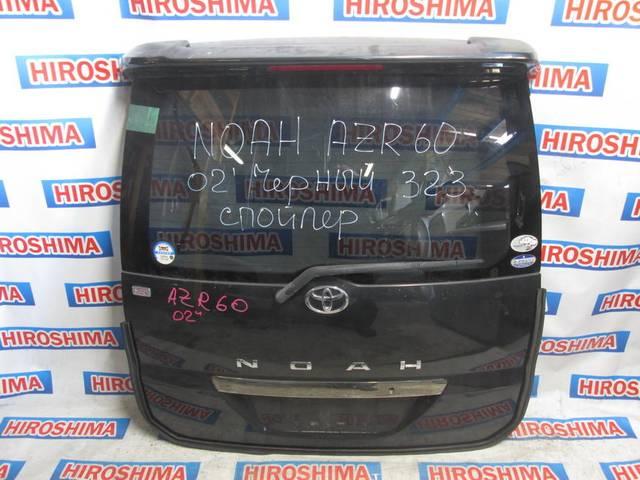 HIROSHIMA
NOAH AZR60
02' Черный 323
спойлер
AZR60
02'
NOAH